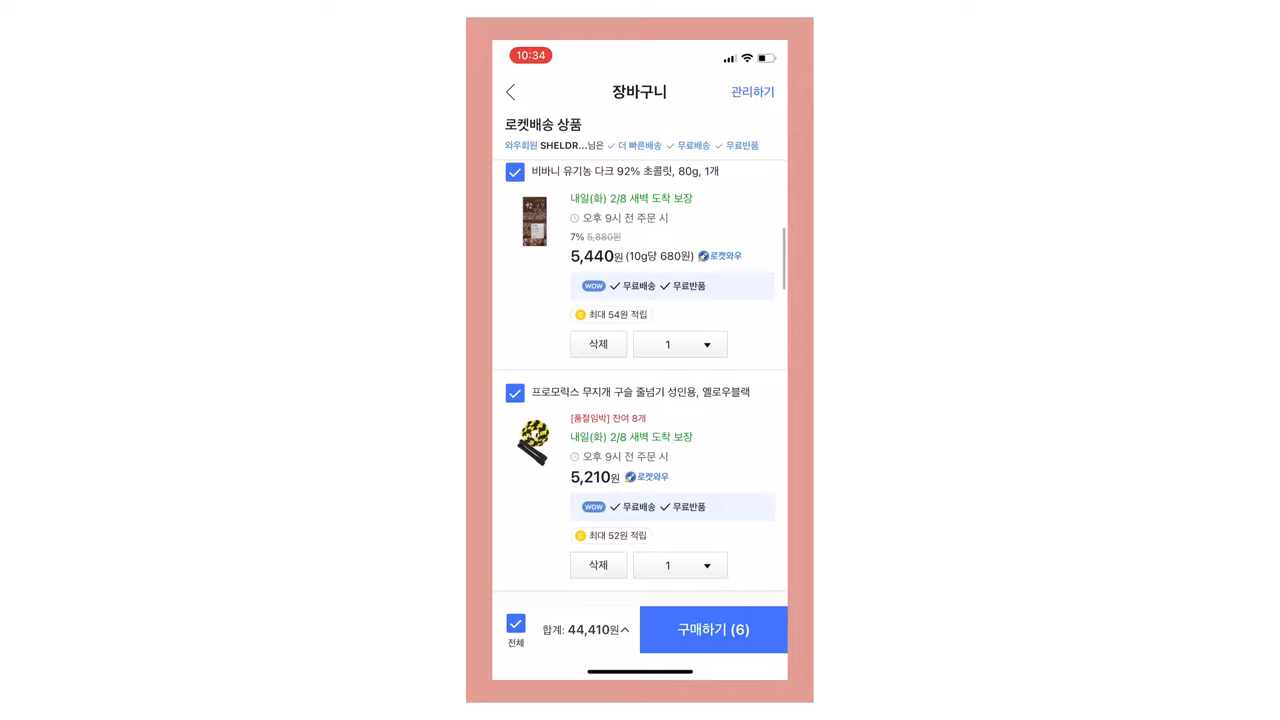 10:34
장바구니
관리하기
로켓배송 상품
와우회원 SHELDR...님은 더 빠른배송 무료배송 무료반품
비바니 유기농 다크 92% 초콜릿, 80g, 1개
내일(화) 2/8 새벽 도착 보장
오후 9시 전 주문 시
7% 5,880원
5,440원 (10g당 680원) 로켓와우
WOW 무료배송 무료반품
최대 54원 적립
삭제 1
프로모릭스 무지개 구슬 줄넘기 성인용, 옐로우블랙
[품절임박] 잔여 8개
내일(화) 2/8 새벽 도착 보장
오후 9시 전 주문 시
5,210원 로켓와우
WOW 무료배송 무료반품
최대 52원 적립
삭제 1
전체
합계: 44,410원
구매하기 (6)